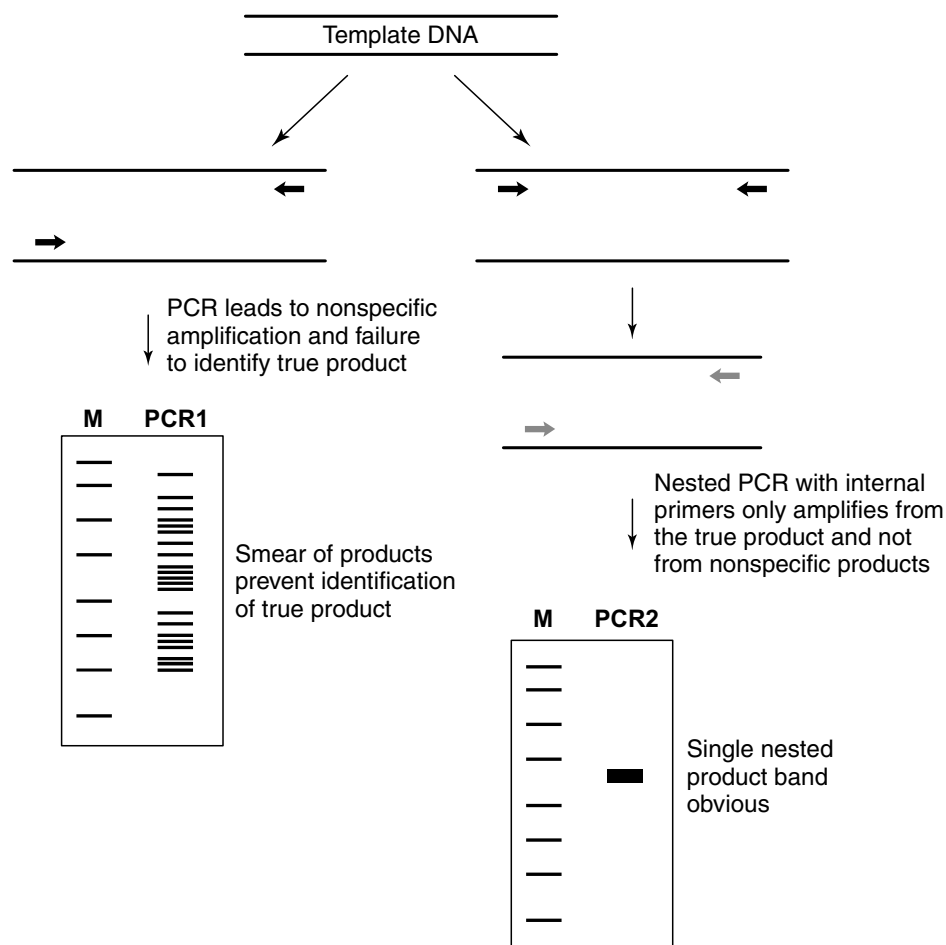 Template DNA
PCR leads to nonspecific
amplification and failure
to identify true product
M PCR1
Smear of products
prevent identification
of true product
Nested PCR with internal
primers only amplifies from
the true product and not
from nonspecific products
M PCR2
Single nested
product band
obvious